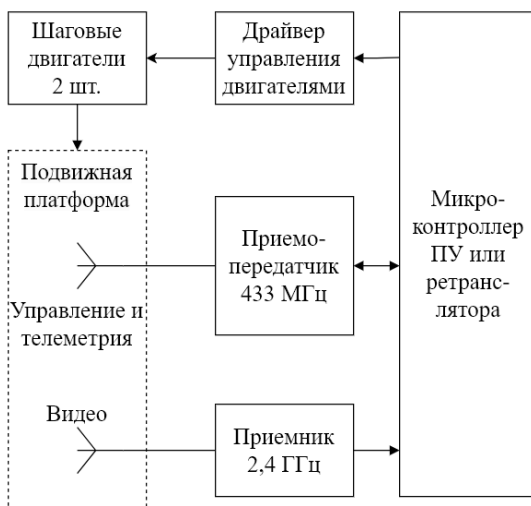 Шаговые
двигатели
2 шт.
Драйвер
управления
двигателями
Подвижная
платформа
Управление и
телеметрия
Видео
Приемо-
передатчик
433 МГц
Приемник
2,4 ГГц
Микро-
контроллер
ПУ или
ретранс-
лятора